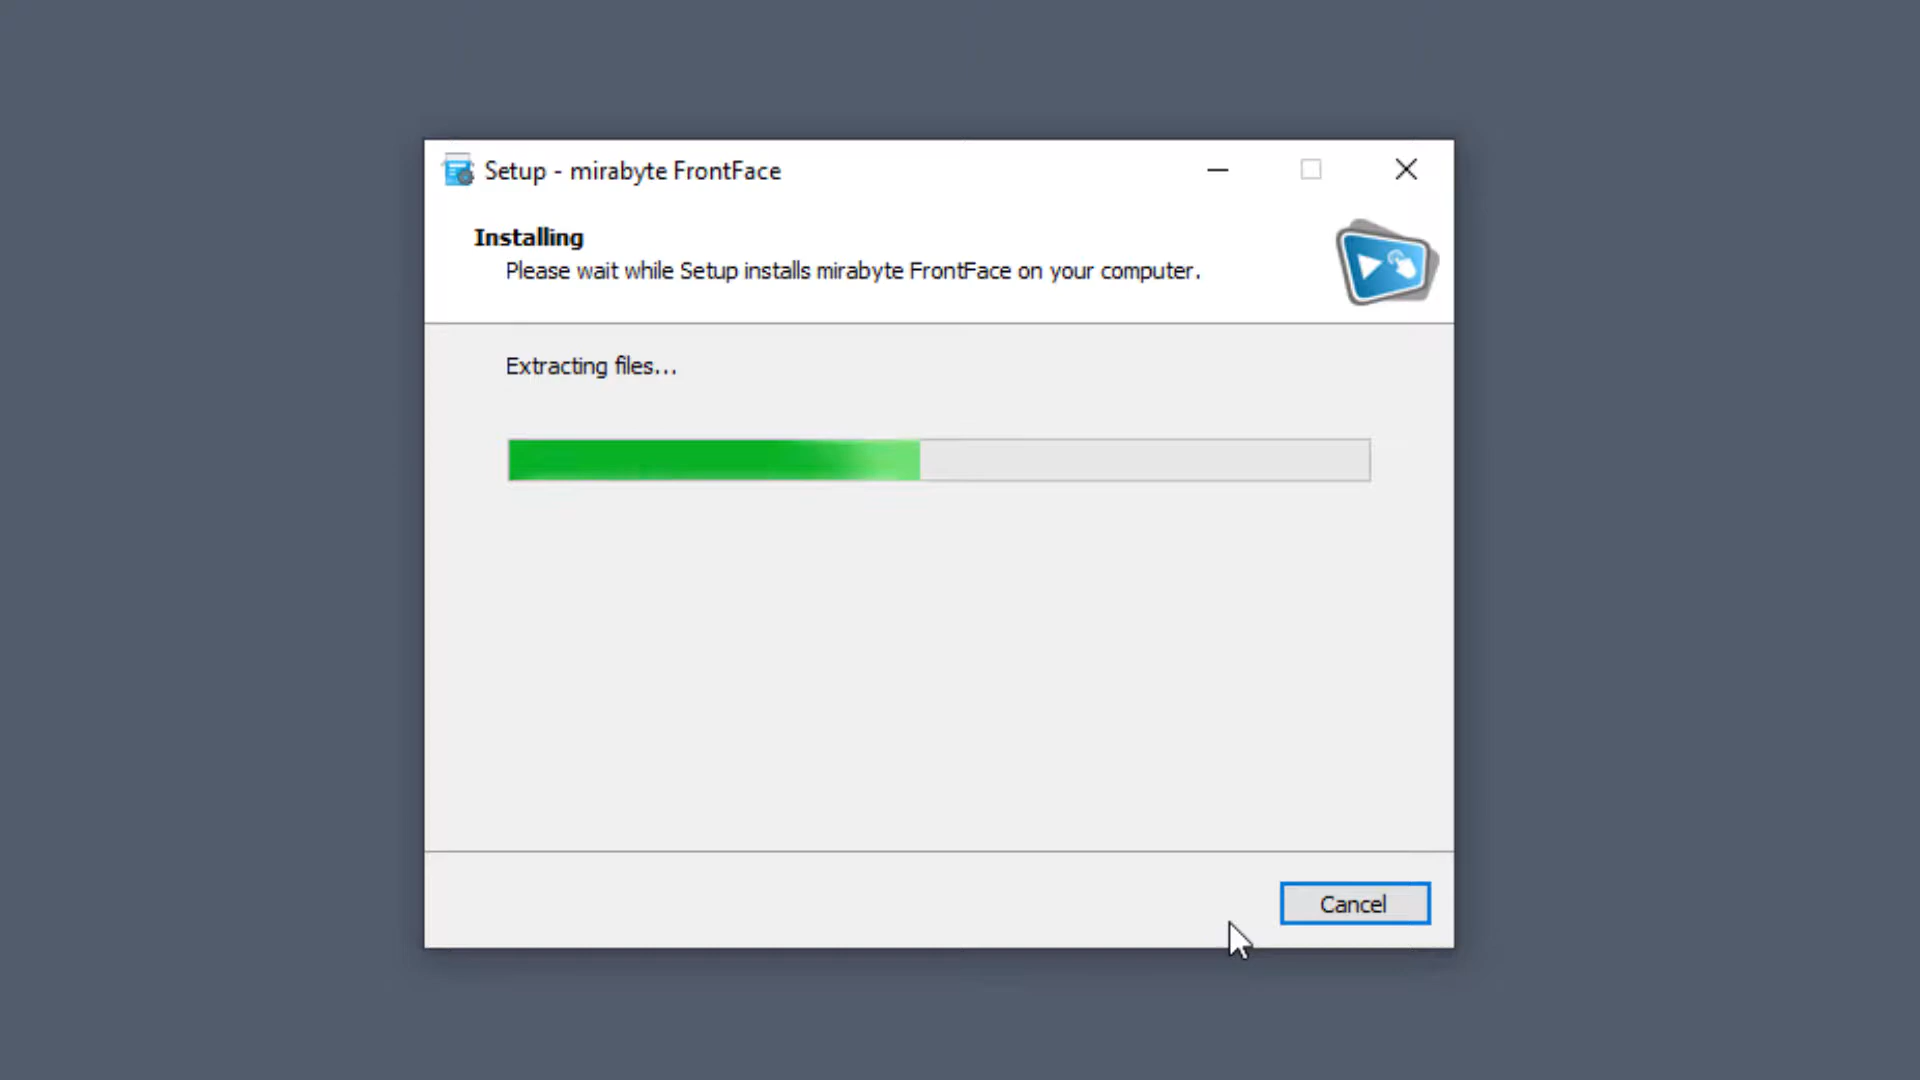 Setup - mirabyte FrontFace
Installing
Please wait while Setup installs mirabyte FrontFace on your computer.
Extracting files...
Cancel